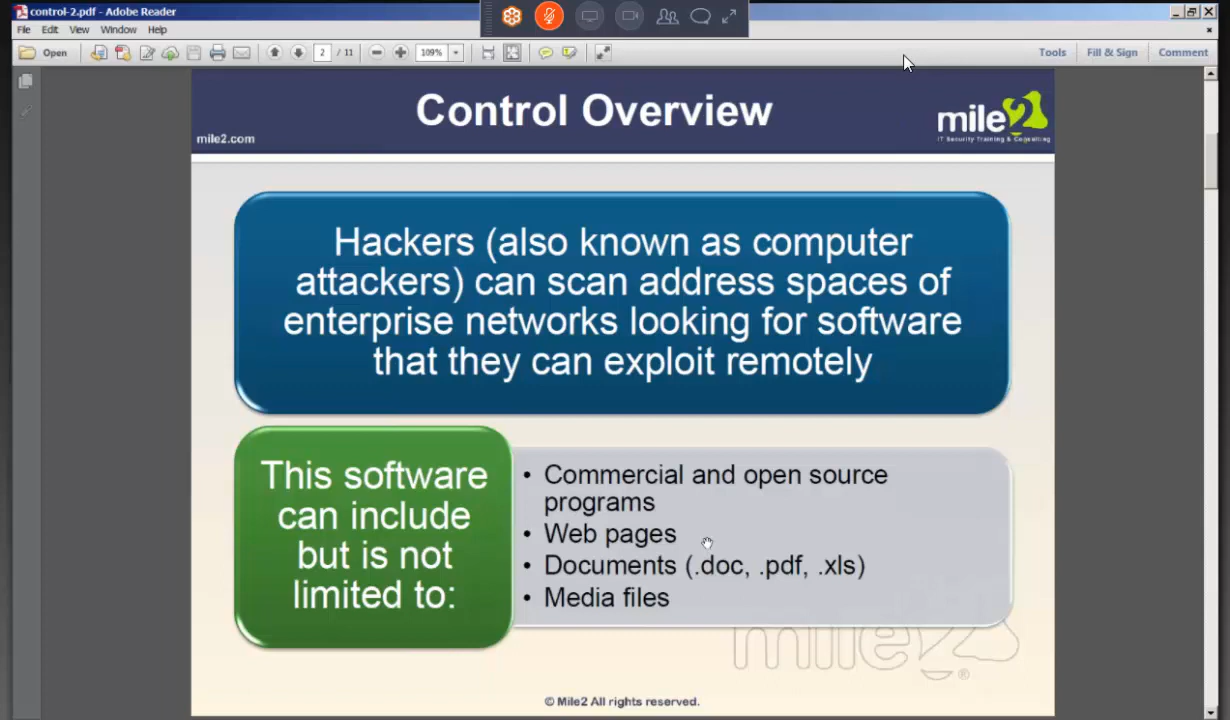 control-2.pdf - Adobe Reader
File Edit View Window Help
Open 2 / 11 109% Tools Fill & Sign Comment
Control Overview
mile2.com
mile2
IT Security Training & Consulting
Hackers (also known as computer
attackers) can scan address spaces of
enterprise networks looking for software
that they can exploit remotely
This software
can include
but is not
limited to:
• Commercial and open source
programs
• Web pages
• Documents (.doc, .pdf, .xls)
• Media files
mile2®
© Mile2 All rights reserved.